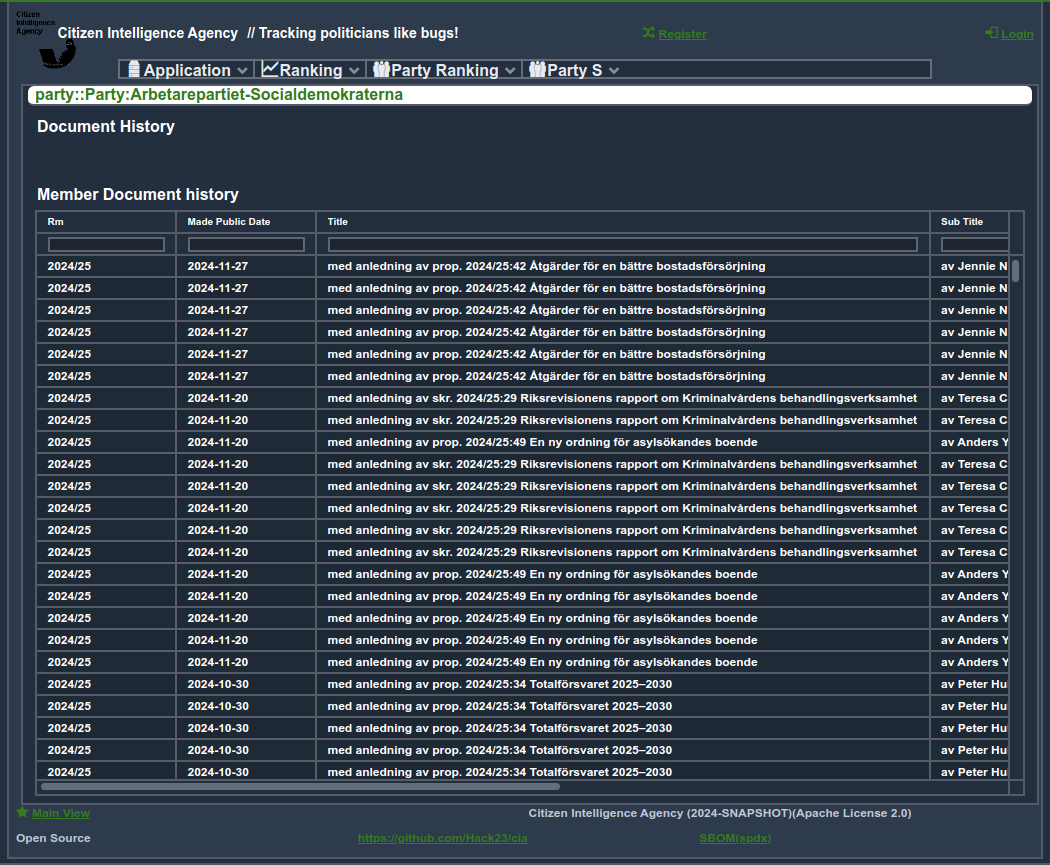 Citizen
Intelligence
Agency
Citizen Intelligence Agency // Tracking politicians like bugs!
Register
Login
Application
Ranking
Party Ranking
Party S
party::Party:Arbetarepartiet-Socialdemokraterna
Document History
Member Document history
Rm Made Public Date Title Sub Title
2024/25 2024-11-27 med anledning av prop. 2024/25:42 Åtgärder för en bättre bostadsförsörjning av Jennie N
2024/25 2024-11-27 med anledning av prop. 2024/25:42 Åtgärder för en bättre bostadsförsörjning av Jennie N
2024/25 2024-11-27 med anledning av prop. 2024/25:42 Åtgärder för en bättre bostadsförsörjning av Jennie N
2024/25 2024-11-27 med anledning av prop. 2024/25:42 Åtgärder för en bättre bostadsförsörjning av Jennie N
2024/25 2024-11-27 med anledning av prop. 2024/25:42 Åtgärder för en bättre bostadsförsörjning av Jennie N
2024/25 2024-11-27 med anledning av prop. 2024/25:42 Åtgärder för en bättre bostadsförsörjning av Jennie N
2024/25 2024-11-20 med anledning av skr. 2024/25:29 Riksrevisionens rapport om Kriminalvårdens behandlingsverksamhet av Teresa C
2024/25 2024-11-20 med anledning av skr. 2024/25:29 Riksrevisionens rapport om Kriminalvårdens behandlingsverksamhet av Teresa C
2024/25 2024-11-20 med anledning av prop. 2024/25:49 En ny ordning för asylsökandes boende av Anders Y
2024/25 2024-11-20 med anledning av skr. 2024/25:29 Riksrevisionens rapport om Kriminalvårdens behandlingsverksamhet av Teresa C
2024/25 2024-11-20 med anledning av skr. 2024/25:29 Riksrevisionens rapport om Kriminalvårdens behandlingsverksamhet av Teresa C
2024/25 2024-11-20 med anledning av skr. 2024/25:29 Riksrevisionens rapport om Kriminalvårdens behandlingsverksamhet av Teresa C
2024/25 2024-11-20 med anledning av skr. 2024/25:29 Riksrevisionens rapport om Kriminalvårdens behandlingsverksamhet av Teresa C
2024/25 2024-11-20 med anledning av skr. 2024/25:29 Riksrevisionens rapport om Kriminalvårdens behandlingsverksamhet av Teresa C
2024/25 2024-11-20 med anledning av prop. 2024/25:49 En ny ordning för asylsökandes boende av Anders Y
2024/25 2024-11-20 med anledning av prop. 2024/25:49 En ny ordning för asylsökandes boende av Anders Y
2024/25 2024-11-20 med anledning av prop. 2024/25:49 En ny ordning för asylsökandes boende av Anders Y
2024/25 2024-11-20 med anledning av prop. 2024/25:49 En ny ordning för asylsökandes boende av Anders Y
2024/25 2024-11-20 med anledning av prop. 2024/25:49 En ny ordning för asylsökandes boende av Anders Y
2024/25 2024-10-30 med anledning av prop. 2024/25:34 Totalförsvaret 2025–2030 av Peter Hu
2024/25 2024-10-30 med anledning av prop. 2024/25:34 Totalförsvaret 2025–2030 av Peter Hu
2024/25 2024-10-30 med anledning av prop. 2024/25:34 Totalförsvaret 2025–2030 av Peter Hu
2024/25 2024-10-30 med anledning av prop. 2024/25:34 Totalförsvaret 2025–2030 av Peter Hu
2024/25 2024-10-30 med anledning av prop. 2024/25:34 Totalförsvaret 2025–2030 av Peter Hu
Main View Citizen Intelligence Agency (2024-SNAPSHOT)(Apache License 2.0)
Open Source https://github.com/Hack23/cia SBOM(spdx)